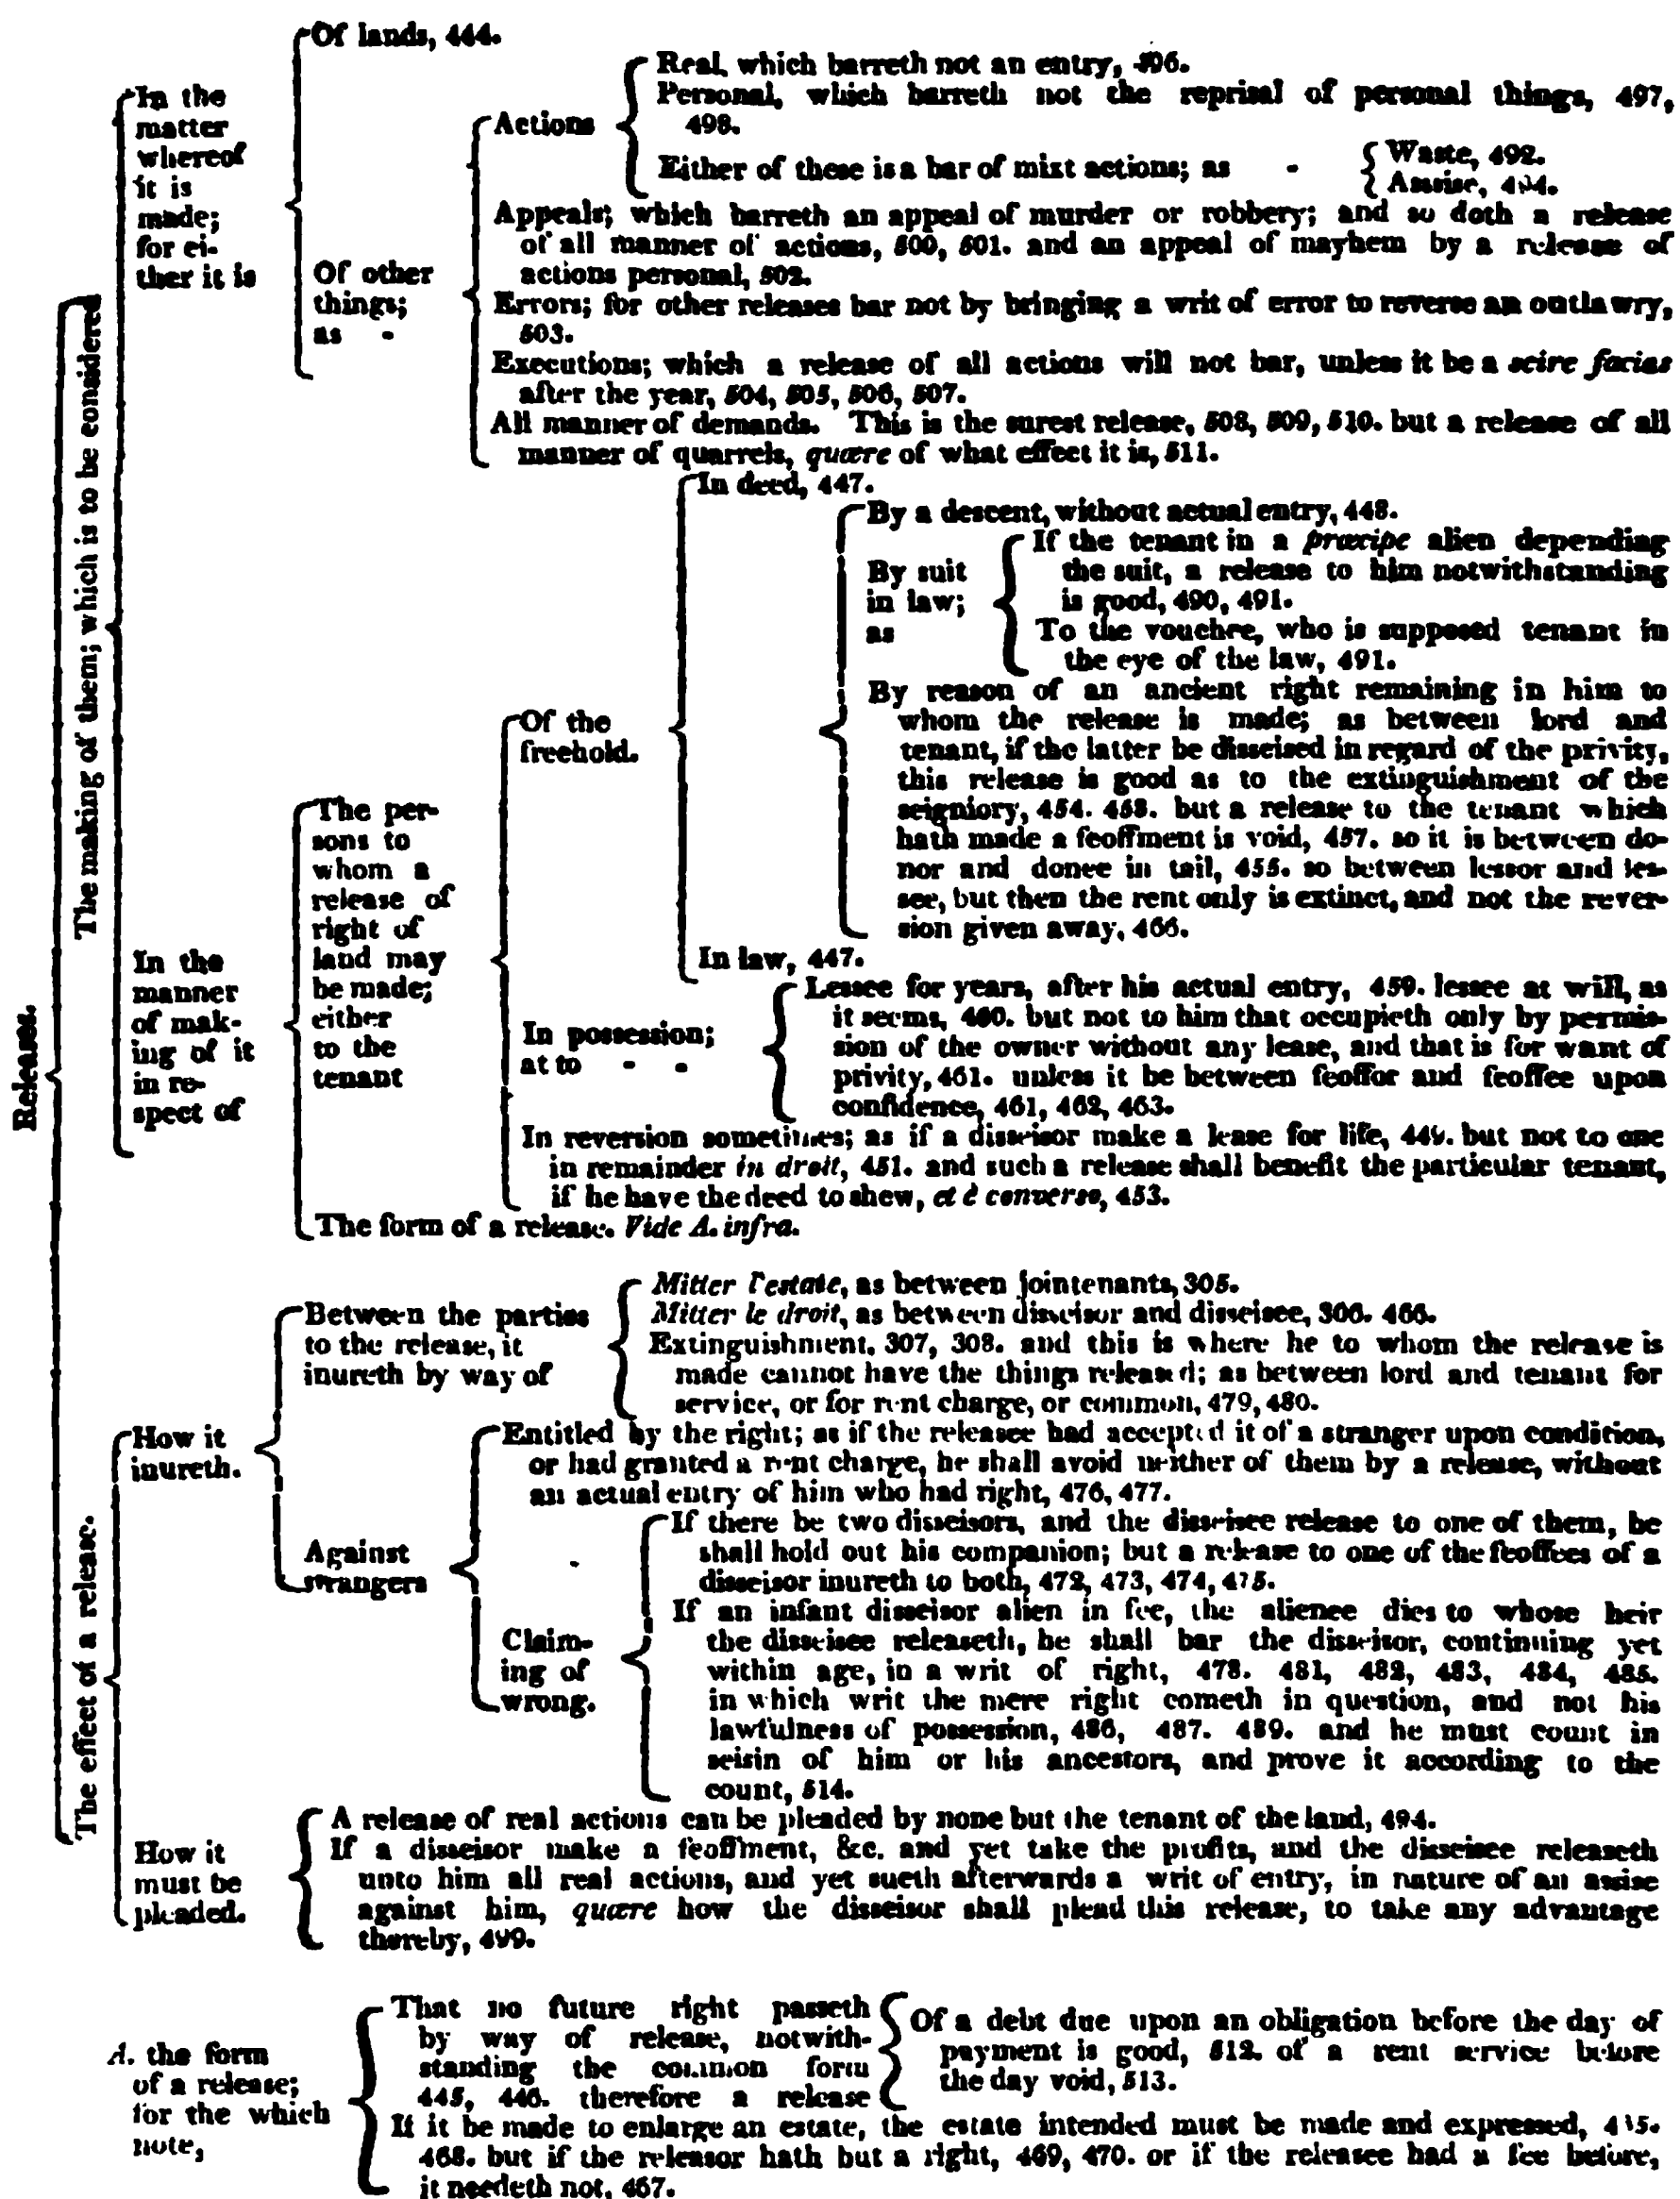 Releases.
The making of them; which is to be considered
In the
matter
whereof
it is
made;
for ei-
ther it is
Of lands, 444.
Of other
things;
as -
Actions
Real, which barreth not an entry, 496.
Personal, which barreth not the reprisal of personal things, 497,
498.
Either of these is a bar of mixt actions; as -
Waste, 492.
Assise,
Appeals; which barreth an appeal of murder or robbery; and so doth a release
of all manner of actions, 500, 501. and an appeal of mayhem by a release of
actions personal, 502.
Errors; for other releases bar not by bringing a writ of error to reverse an outlawry,
503.
Executions; which a release of all actions will not bar, unless it be a scire facias
after the year, 504, 505, 506, 507.
All manner of demands. This is the surest release, 508, 509, 510. but a release of all
manner of quarrels, quære of what effect it is, 511.
In the
manner
of mak-
ing of it
in re-
spect of
The per-
sons to
whom a
release of
right of
land may
be made;
either
to the
tenant
Of the
freehold.
In deed, 447.
By a descent, without actual entry, 448.
By suit
in law;
as
If the tenant in a præcipe alien depending
the suit, a release to him notwithstanding
is good, 490, 491.
To the vouchee, who is supposed tenant in
the eye of the law, 491.
By reason of an ancient right remaining in him to
whom the release is made; as between lord and
tenant, if the latter be disseised in regard of the privity,
this release is good as to the extinguishment of the
seigniory, 454. 458. but a release to the tenant which
hath made a feoffment is void, 457. so it is between do-
nor and donee in tail, 455. so between lessor and les-
see, but then the rent only is extinct, and not the rever-
sion given away, 466.
In law, 447.
In possession;
at to - -
Lessee for years, after his actual entry, 459. lessee at will, as
it seems, 460. but not to him that occupieth only by permis-
sion of the owner without any lease, and that is for want of
privity, 461. unless it be between feoffor and feoffee upon
confidence, 461, 462, 463.
In reversion sometimes; as if a disseisor make a lease for life, 449. but not to one
in remainder in droit, 451. and such a release shall benefit the particular tenant,
if he have the deed to shew, et è converso, 453.
The form of a release. Vide A. infra.
The effect of a release.
How it
inureth.
Between the parties
to the release, it
inureth by way of
Mitter l'estate, as between jointenants, 305.
Mitter le droit, as between disseisor and disseisee, 306. 466.
Extinguishment, 307, 308. and this is where he to whom the release is
made cannot have the things released; as between lord and tenant for
service, or for rent charge, or common, 479, 480.
Against
strangers
Entitled by the right; as if the releasee had accepted it of a stranger upon condition,
or had granted a rent charge, he shall avoid neither of them by a release, without
an actual entry of him who had right, 476, 477.
Claim-
ing of
wrong.
If there be two disseisors, and the disseisee release to one of them, he
shall hold out his companion; but a release to one of the feoffees of a
disseisor inureth to both, 472, 473, 474, 475.
If an infant disseisor alien in fee, the alienee dies to whose heir
the disseisee releaseth, he shall bar the disseisor, continuing yet
within age, in a writ of right, 478. 481, 482, 483, 484, 485.
in which writ the mere right cometh in question, and not his
lawfulness of possession, 486, 487. 489. and he must count in
seisin of him or his ancestors, and prove it according to the
count, 514.
How it
must be
pleaded.
A release of real actions can be pleaded by none but the tenant of the land, 494.
If a disseisor make a feoffment, &c. and yet take the profits, and the disseisee releaseth
unto him all real actions, and yet sueth afterwards a writ of entry, in nature of an assise
against him, quære how the disseisor shall plead this release, to take any advantage
thereby, 499.
A. the form
of a release;
for the which
note,
That no future right passeth
by way of release, notwith-
standing the common form
445, 446. therefore a release
Of a debt due upon an obligation before the day of
payment is good, 512. of a rent service before
the day void, 513.
If it be made to enlarge an estate, the estate intended must be made and expressed,
468. but if the releasor hath but a right, 469, 470. or if the releasee had a fee before,
it needeth not, 467.